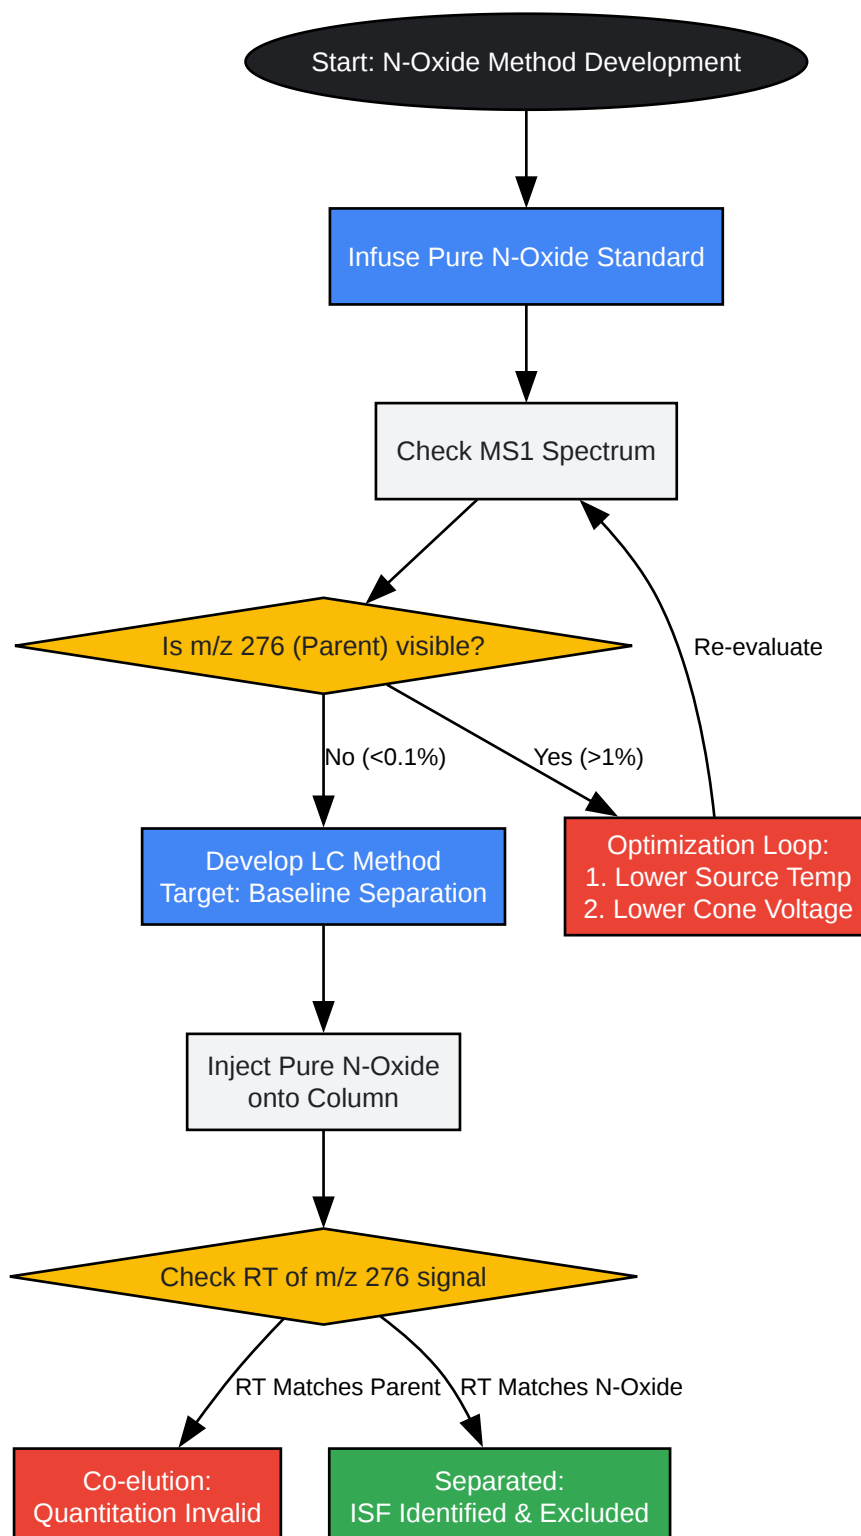 Start: N-Oxide Method Development
Infuse Pure N-Oxide Standard
Check MS1 Spectrum
Is m/z 276 (Parent) visible?
Re-evaluate
No (<0.1%)
Yes (>1%)
Develop LC Method
Target: Baseline Separation
Optimization Loop:
1. Lower Source Temp
2. Lower Cone Voltage
Inject Pure N-Oxide
onto Column
Check RT of m/z 276 signal
RT Matches Parent
RT Matches N-Oxide
Co-elution:
Quantitation Invalid
Separated:
ISF Identified & Excluded